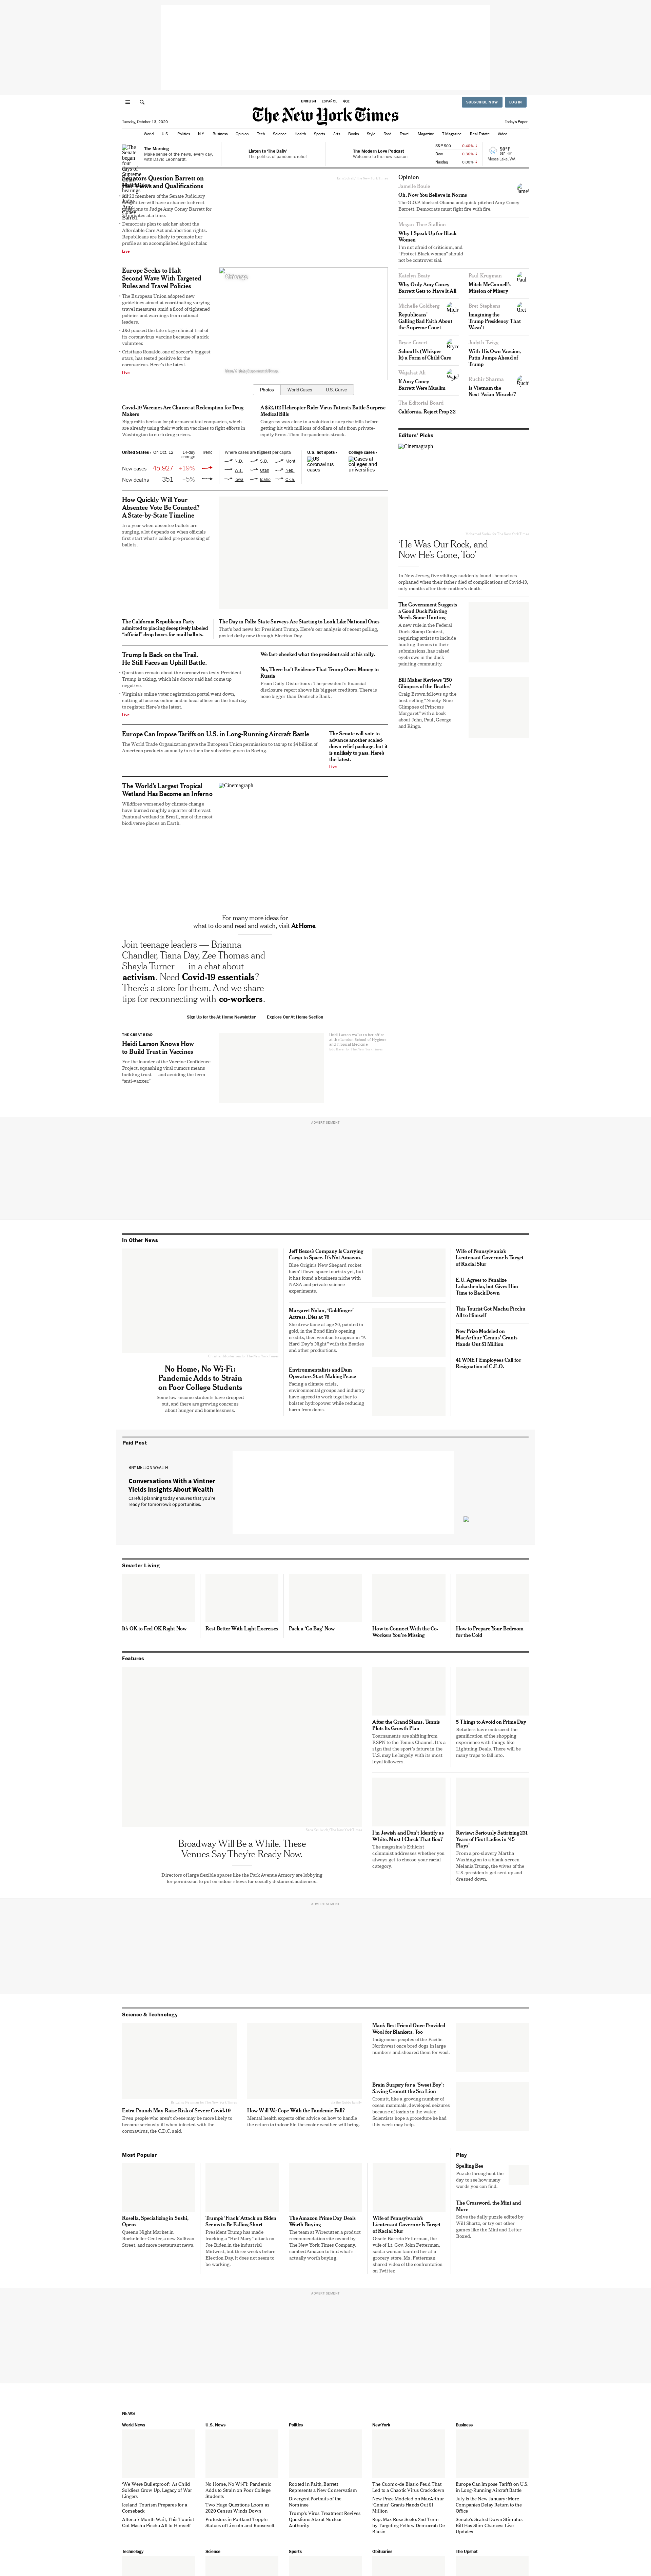 ENGLISH ESPAÑOL 中文
SUBSCRIBE NOW LOG IN
The New York Times
Tuesday, October 13, 2020
Today's Paper
World U.S. Politics N.Y. Business Opinion Tech Science Health Sports Arts Books Style Food Travel Magazine T Magazine Real Estate Video
The Morning
Make sense of the news, every day,
with David Leonhardt.
Listen to 'The Daily'
The politics of pandemic relief.
The Modern Love Podcast
Welcome to the new season.
S&P 500
Dow
Nasdaq
50°F
Moses Lake, WA
Senators Question Barrett on
Her Views and Qualifications
Democrats plan to ask her about the
Affordable Care Act and abortion rights.
Republicans are likely to promote her
profile as an accomplished legal scholar.
Live
Europe Seeks to Halt
Second Wave With Targeted
Rules and Travel Policies
The European Union adopted new
guidelines aimed at coordinating varying
travel measures amid a flood of tightened
policies and warnings from national
leaders.
J&J paused the late-stage clinical trial of
its coronavirus vaccine because of a sick
volunteer.
Cristiano Ronaldo, one of soccer's biggest
stars, has tested positive for the
coronavirus. Here's the latest.
Live
Photos World Cases U.S. Curve
Covid-19 Vaccines Are Chance at Redemption for Drug
Makers
Big profits beckon for pharmaceutical companies, which
are already using their work on vaccines to fight efforts in
Washington to curb drug prices.
A $52,112 Helicopter Ride: Virus Patients Battle Surprise
Medical Bills
Congress was close to a solution to surprise bills before
getting hit with millions of dollars of ads from private-
equity firms. Then the pandemic struck.
United States › On Oct. 12 14-day change Trend
New cases 45,927 +19%
New deaths 351 –5%
Where cases are highest per capita
N.D. S.D. Mont.
Wis. Utah Neb.
Iowa Idaho Okla.
U.S. hot spots ›
US
coronavirus
cases
College cases ›
Cases at
colleges and
universities
How Quickly Will Your
Absentee Vote Be Counted?
A State-by-State Timeline
In a year when absentee ballots are
surging, a lot depends on when officials
first start what's called pre-processing of
ballots.
The California Republican Party
admitted to placing deceptively labeled
"official" drop boxes for mail ballots.
The Day in Polls: State Surveys Are Starting to Look Like National Ones
That's bad news for President Trump. Here's our analysis of recent polling,
posted daily now through Election Day.
Trump Is Back on the Trail.
He Still Faces an Uphill Battle.
Questions remain about the coronavirus tests President
Trump is taking, which his doctor said had come up
negative.
Virginia's online voter registration portal went down,
cutting off access online and in local offices on the final day
to register. Here's the latest.
Live
We fact-checked what the president said at his rally.
No, There Isn't Evidence That Trump Owes Money to
Russia
From Daily Distortions: The president's financial
disclosure report shows his biggest creditors. There is
none bigger than Deutsche Bank.
Europe Can Impose Tariffs on U.S. in Long-Running Aircraft Battle
The World Trade Organization gave the European Union permission to tax up to $4 billion of
American products annually in return for subsidies given to Boeing.
The Senate will vote to
advance another scaled-
down relief package, but it
is unlikely to pass. Here's
the latest.
Live
The World's Largest Tropical
Wetland Has Become an Inferno
Wildfires worsened by climate change
have burned roughly a quarter of the vast
Pantanal wetland in Brazil, one of the most
biodiverse places on Earth.
Cinemagraph
For many more ideas for
what to do and read and watch, visit At Home.
Join teenage leaders — Brianna
Chandler, Tiana Day, Zee Thomas and
Shayla Turner — in a chat about
activism. Need Covid-19 essentials?
There's a store for them. And we share
tips for reconnecting with co-workers.
Sign Up for the At Home Newsletter Explore Our At Home Section
THE GREAT READ
Heidi Larson Knows How
to Build Trust in Vaccines
For the founder of the Vaccine Confidence
Project, squashing viral rumors means
building trust — and avoiding the term
"anti-vaxxer."
Heidi Larson walks to her office
at the London School of Hygiene
and Tropical Medicine.
Opinion
Jamelle Bouie
Oh, Now You Believe in Norms
The G.O.P. blocked Obama and quick-pitched Amy Coney
Barrett. Democrats must fight fire with fire.
Megan Thee Stallion
Why I Speak Up for Black
Women
I'm not afraid of criticism, and
"Protect Black women" should
not be controversial.
Katelyn Beaty
Why Only Amy Coney
Barrett Gets to Have It All
Paul Krugman
Mitch McConnell's
Mission of Misery
Michelle Goldberg
Republicans'
Galling Bad Faith About
the Supreme Court
Bret Stephens
Imagining the
Trump Presidency That
Wasn't
Bryce Covert
School Is (Whisper
It) a Form of Child Care
Judyth Twigg
With His Own Vaccine,
Putin Jumps Ahead of
Trump
Wajahat Ali
If Amy Coney
Barrett Were Muslim
Ruchir Sharma
Is Vietnam the
Next 'Asian Miracle'?
The Editorial Board
California, Reject Prop 22
Editors' Picks
Cinemagraph
'He Was Our Rock, and
Now He's Gone, Too'
In New Jersey, five siblings suddenly found themselves
orphaned when their father died of complications of Covid-19,
only months after their mother's death.
The Government Suggests
a Good Duck Painting
Needs Some Hunting
A new rule in the Federal
Duck Stamp Contest,
requiring artists to include
hunting themes in their
submissions, has raised
eyebrows in the duck
painting community.
Bill Maher Reviews '150
Glimpses of the Beatles'
Craig Brown follows up the
best-selling "Ninety-Nine
Glimpses of Princess
Margaret" with a book
about John, Paul, George
and Ringo.
ADVERTISEMENT
In Other News
No Home, No Wi-Fi:
Pandemic Adds to Strain
on Poor College Students
Some low-income students have dropped
out, and there are growing concerns
about hunger and homelessness.
Jeff Bezos's Company Is Carrying
Cargo to Space. It's Not Amazon.
Blue Origin's New Shepard rocket
hasn't flown space tourists yet, but
it has found a business niche with
NASA and private science
experiments.
Margaret Nolan, 'Goldfinger'
Actress, Dies at 76
She drew fans at age 20, painted in
gold, in the Bond film's opening
credits, then went on to appear in "A
Hard Day's Night" with the Beatles
and other productions.
Environmentalists and Dam
Operators Start Making Peace
Facing a climate crisis,
environmental groups and industry
have agreed to work together to
bolster hydropower while reducing
harm from dams.
Wife of Pennsylvania's
Lieutenant Governor Is Target
of Racial Slur
E.U. Agrees to Penalize
Lukashenko, but Gives Him
Time to Back Down
This Tourist Got Machu Picchu
All to Himself
New Prize Modeled on
MacArthur 'Genius' Grants
Hands Out $1 Million
41 WNET Employees Call for
Resignation of C.E.O.
Paid Post
BNY MELLON WEALTH
Conversations With a Vintner
Yields Insights About Wealth
Careful planning today ensures that you're
ready for tomorrow's opportunities.
Smarter Living
It's OK to Feel OK Right Now
Rest Better With Light Exercises
Pack a 'Go Bag' Now
How to Connect With the Co-
Workers You're Missing
How to Prepare Your Bedroom
for the Cold
Features
Broadway Will Be a While. These
Venues Say They're Ready Now.
Directors of large flexible spaces like the Park Avenue Armory are lobbying
for permission to put on indoor shows for socially distanced audiences.
After the Grand Slams, Tennis
Plots Its Growth Plan
Tournaments are shifting from
ESPN to the Tennis Channel. It's a
sign that the sport's future in the
U.S. may be largely with its most
loyal followers.
5 Things to Avoid on Prime Day
Retailers have embraced the
gamification of the shopping
experience with things like
Lightning Deals. There will be
many traps to fall into.
I'm Jewish and Don't Identify as
White. Must I Check That Box?
The magazine's Ethicist
columnist addresses whether you
always get to choose your racial
category.
Review: Seriously Satirizing 231
Years of First Ladies in '45
Plays'
From a pro-slavery Martha
Washington to a blank screen
Melania Trump, the wives of the
U.S. presidents get sent up and
dressed down.
ADVERTISEMENT
Science & Technology
Extra Pounds May Raise Risk of Severe Covid-19
Even people who aren't obese may be more likely to
become seriously ill when infected with the
coronavirus, the C.D.C. said.
How Will We Cope With the Pandemic Fall?
Mental health experts offer advice on how to handle
the return to indoor life the cooler weather will bring.
Man's Best Friend Once Provided
Wool for Blankets, Too
Indigenous peoples of the Pacific
Northwest once bred dogs in large
numbers and sheared them for wool.
Brain Surgery for a 'Sweet Boy':
Saving Cronutt the Sea Lion
Cronutt, like a growing number of
ocean mammals, developed seizures
because of toxins in the water.
Scientists hope a procedure he had
this week may help.
Most Popular
Rosella, Specializing in Sushi,
Opens
Queens Night Market in
Rockefeller Center, a new Sullivan
Street, and more restaurant news.
Trump's 'Frack' Attack on Biden
Seems to Be Falling Short
President Trump has made
fracking a "Hail Mary" attack on
Joe Biden in the industrial
Midwest, but three weeks before
Election Day, it does not seem to
be working.
The Amazon Prime Day Deals
Worth Buying
The team at Wirecutter, a product
recommendation site owned by
The New York Times Company,
combed Amazon to find what's
actually worth buying.
Wife of Pennsylvania's
Lieutenant Governor Is Target
of Racial Slur
Gisele Barreto Fetterman, the
wife of Lt. Gov. John Fetterman,
said a woman taunted her at a
grocery store. Ms. Fetterman
shared video of the confrontation
on Twitter.
Play
Spelling Bee
Puzzle throughout the
day to see how many
words you can find.
The Crossword, the Mini and
More
Solve the daily puzzle edited by
Will Shortz, or try out other
games like the Mini and Letter
Boxed.
ADVERTISEMENT
NEWS
World News
'We Were Bulletproof': As Child
Soldiers Grow Up, Legacy of War
Lingers
Iceland Tourism Prepares for a
Comeback
After a 7-Month Wait, This Tourist
Got Machu Picchu All to Himself
U.S. News
No Home, No Wi-Fi: Pandemic
Adds to Strain on Poor College
Students
Two Huge Questions Loom as
2020 Census Winds Down
Protesters in Portland Topple
Statues of Lincoln and Roosevelt
Politics
Rooted in Faith, Barrett
Represents a New Conservatism
Divergent Portraits of the
Nominee
Trump's Virus Treatment Revives
Questions About Nuclear
Authority
New York
The Cuomo-de Blasio Feud That
Led to a Chaotic Virus Crackdown
New Prize Modeled on MacArthur
'Genius' Grants Hands Out $1
Million
Rep. Max Rose Seeks 2nd Term
by Targeting Fellow Democrat: De
Blasio
Business
Europe Can Impose Tariffs on U.S.
in Long-Running Aircraft Battle
July Is the New January: More
Companies Delay Return to the
Office
Senate's Scaled Down Stimulus
Bill Has Slim Chances: Live
Updates
Technology Science Sports Obituaries The Upshot